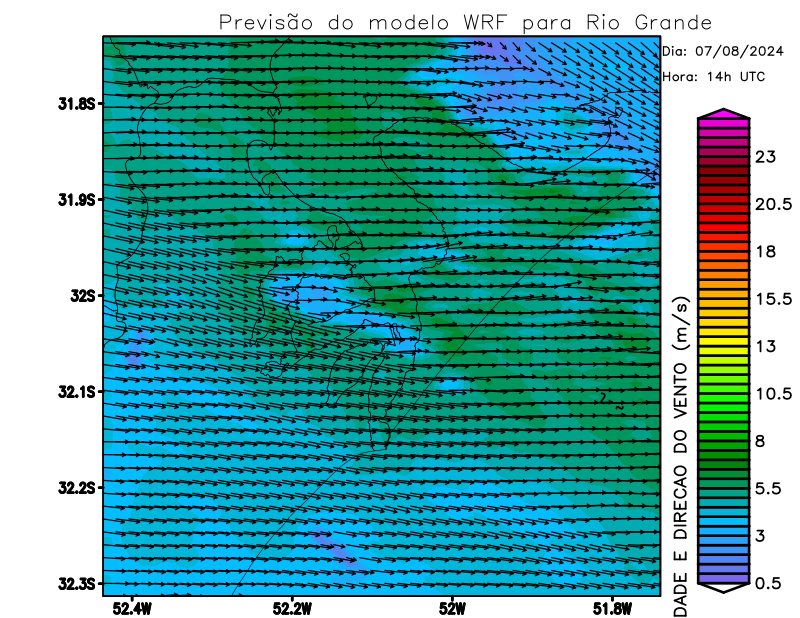 Previsão do modelo WRF para Rio Grande
Dia: 07/08/2024
Hora: 14h UTC
31.8S
31.9S
32S
32.1S
32.2S
32.3S
52.4W
52.2W
52W
51.8W
23
20.5
18
15.5
13
10.5
8
5.5
3
0.5
DADE E DIRECAO DO VENTO (m/s)